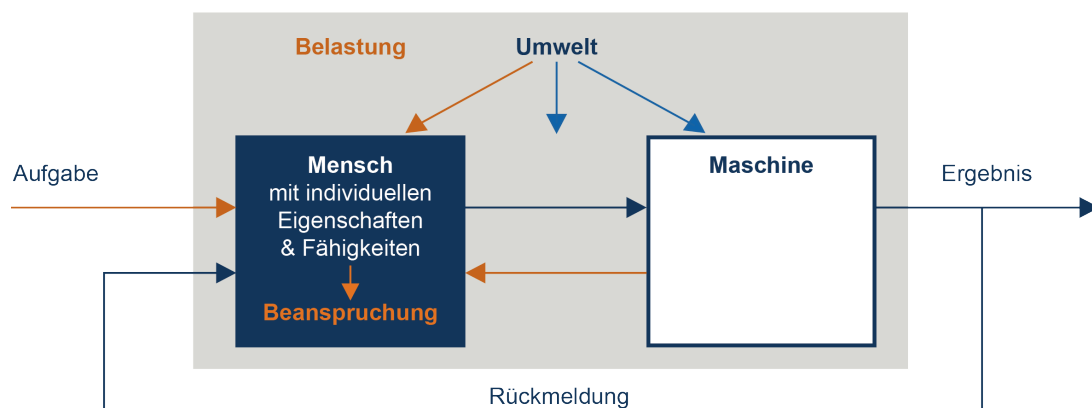 Belastung
Umwelt
Aufgabe
Mensch
mit individuellen
Eigenschaften
& Fähigkeiten
Beanspruchung
Maschine
Ergebnis
Rückmeldung